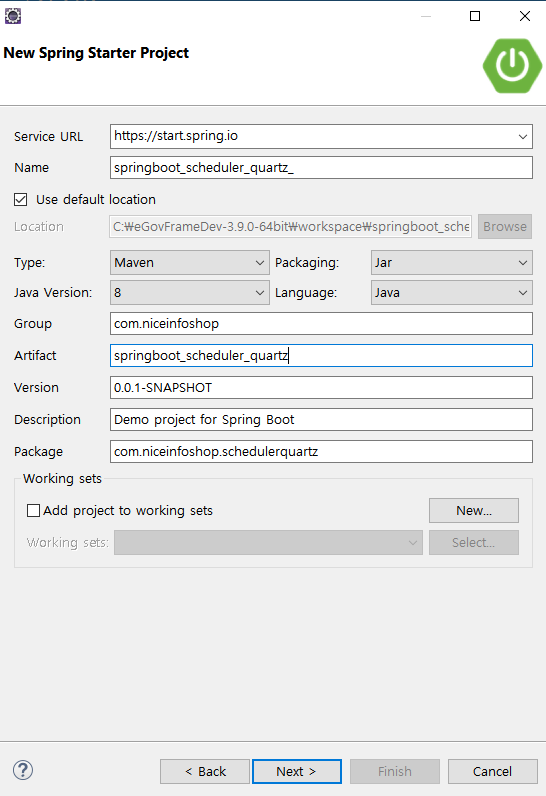 New Spring Starter Project
Service URL https://start.spring.io
Name springboot_scheduler_quartz_
Use default location
Location C:₩eGovFrameDev-3.9.0-64bit₩workspace₩springboot_sche Browse
Type: Maven Packaging: Jar
Java Version: 8 Language: Java
Group com.niceinfoshop
Artifact springboot_scheduler_quartz
Version 0.0.1-SNAPSHOT
Description Demo project for Spring Boot
Package com.niceinfoshop.schedulerquartz
Working sets
Add project to working sets New...
Working sets: Select...
? < Back Next > Finish Cancel